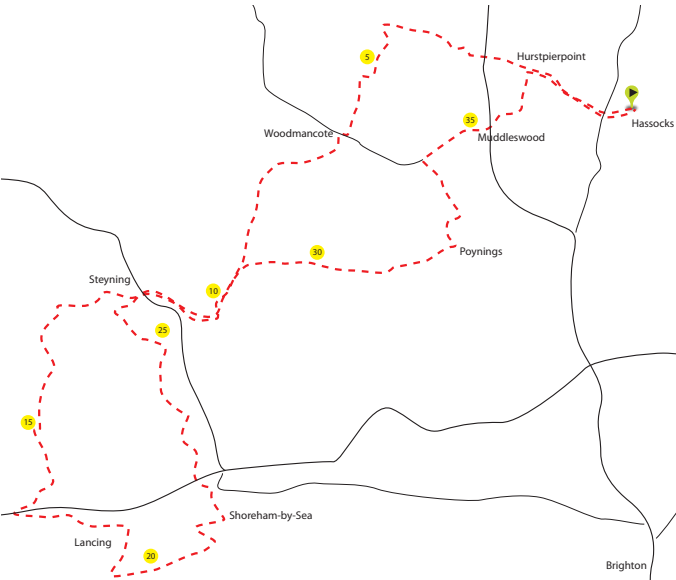 Hurstpierpoint
5
Hassocks
35
Muddleswood
Woodmancote
30
Poynings
Steyning
10
25
15
Shoreham-by-Sea
Lancing
20
Brighton